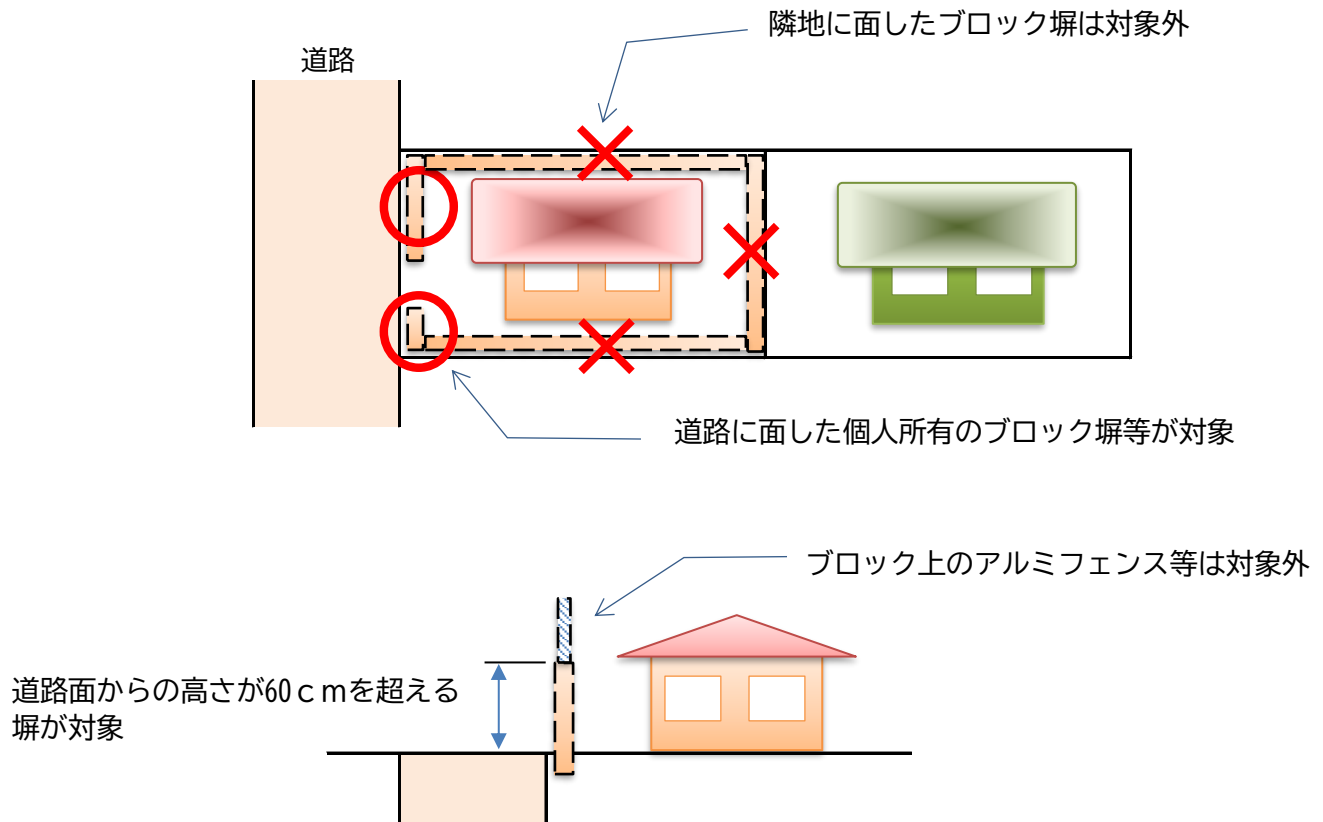 隣地に面したブロック塀は対象外
道路
道路に面した個人所有のブロック塀等が対象
ブロック上のアルミフェンス等は対象外
道路面からの高さが60ｃｍを超える
塀が対象